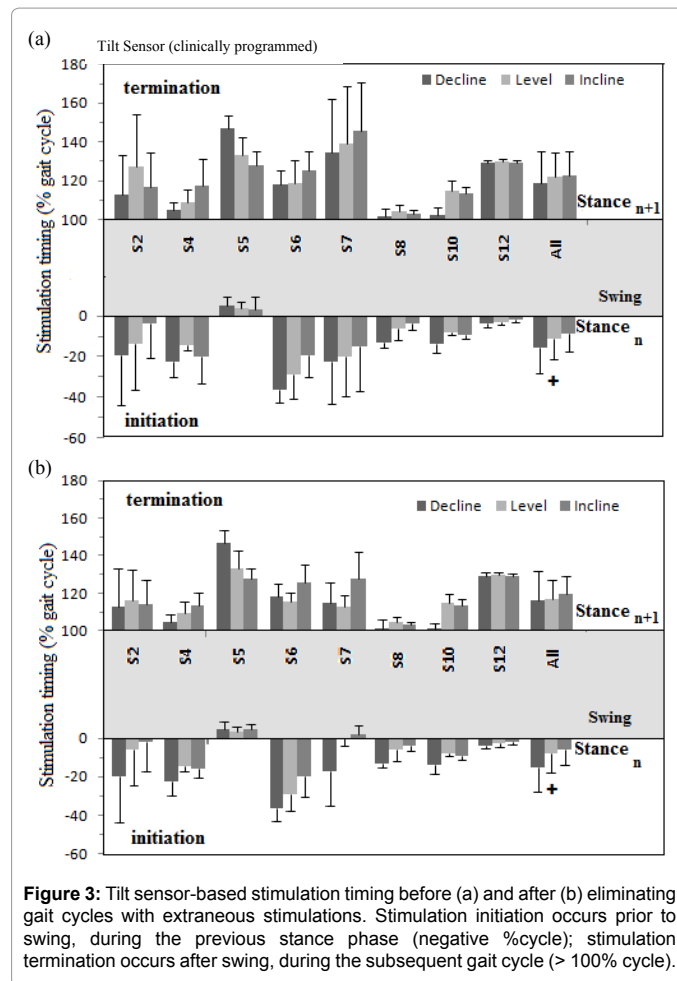 (a)
Tilt Sensor (clinically programmed)
180
160
140
120
100
0
-20
-40
-60
Stimulation timing (% gait cycle)
termination
Decline Level Incline
Stance n+1
S2 S4 S5 S6 S7 S8 S10 S12 All
Swing
Stance n
+
initiation
(b)
180
160
140
120
100
0
-20
-40
-60
Stimulation timing (% gait cycle)
termination
Decline Level Incline
Stance n+1
S2 S4 S5 S6 S7 S8 S10 S12 All
Swing
Stance n
+
initiation
Figure 3: Tilt sensor-based stimulation timing before (a) and after (b) eliminating
gait cycles with extraneous stimulations. Stimulation initiation occurs prior to
swing, during the previous stance phase (negative %cycle); stimulation
termination occurs after swing, during the subsequent gait cycle (> 100% cycle).